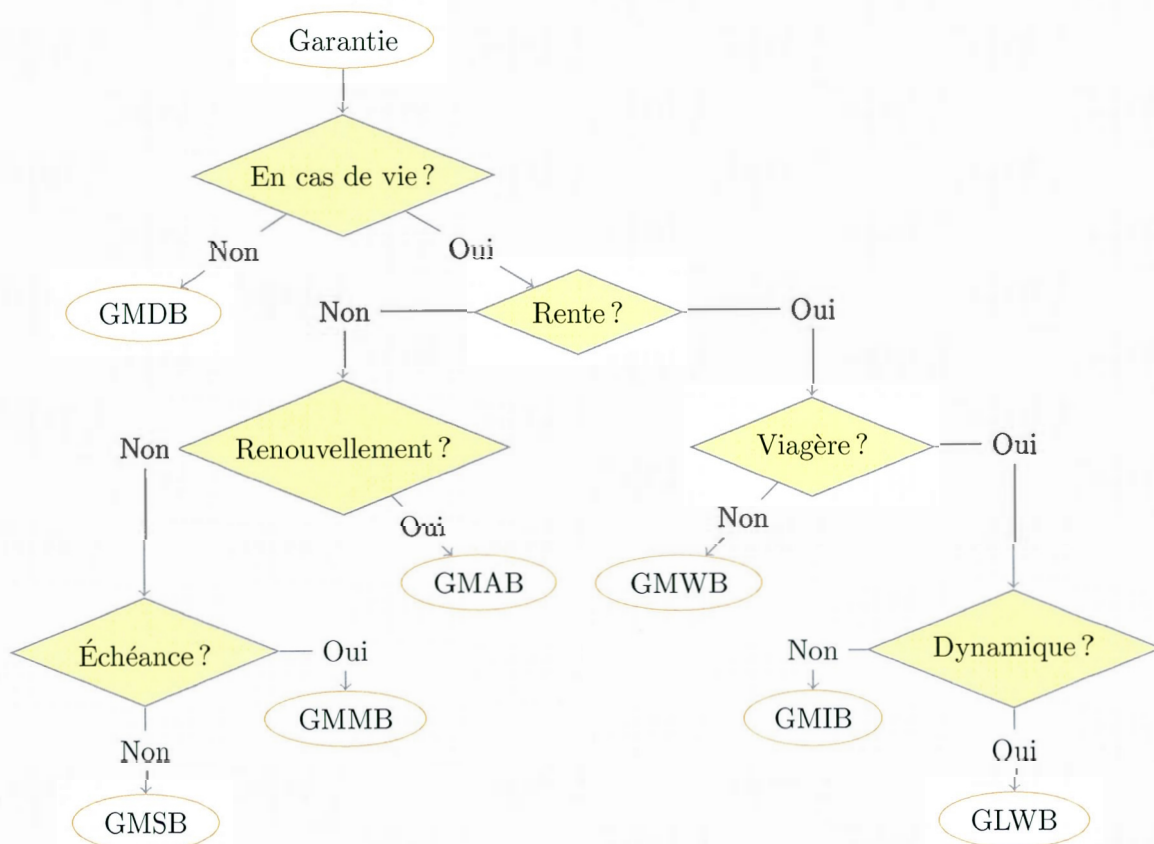 Garantie
En cas de vie ?
Non
Oui
GMDB
Non
Rente ?
Oui
Non
Renouvellement ?
Viagère ?
Oui
Oui
Non
GMAB
GMWB
Échéance ?
Oui
Non
Dynamique ?
GMMB
GMIB
Non
Oui
GMSB
GLWB